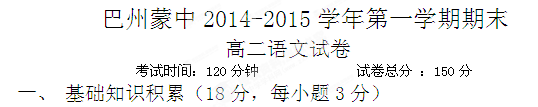 巴州蒙中 2014-2015 学年第一学期期末
高二语文试卷
考试时间：120 分钟 试卷总分 ：150 分
一、 基础知识积累（18 分，每小题 3 分）